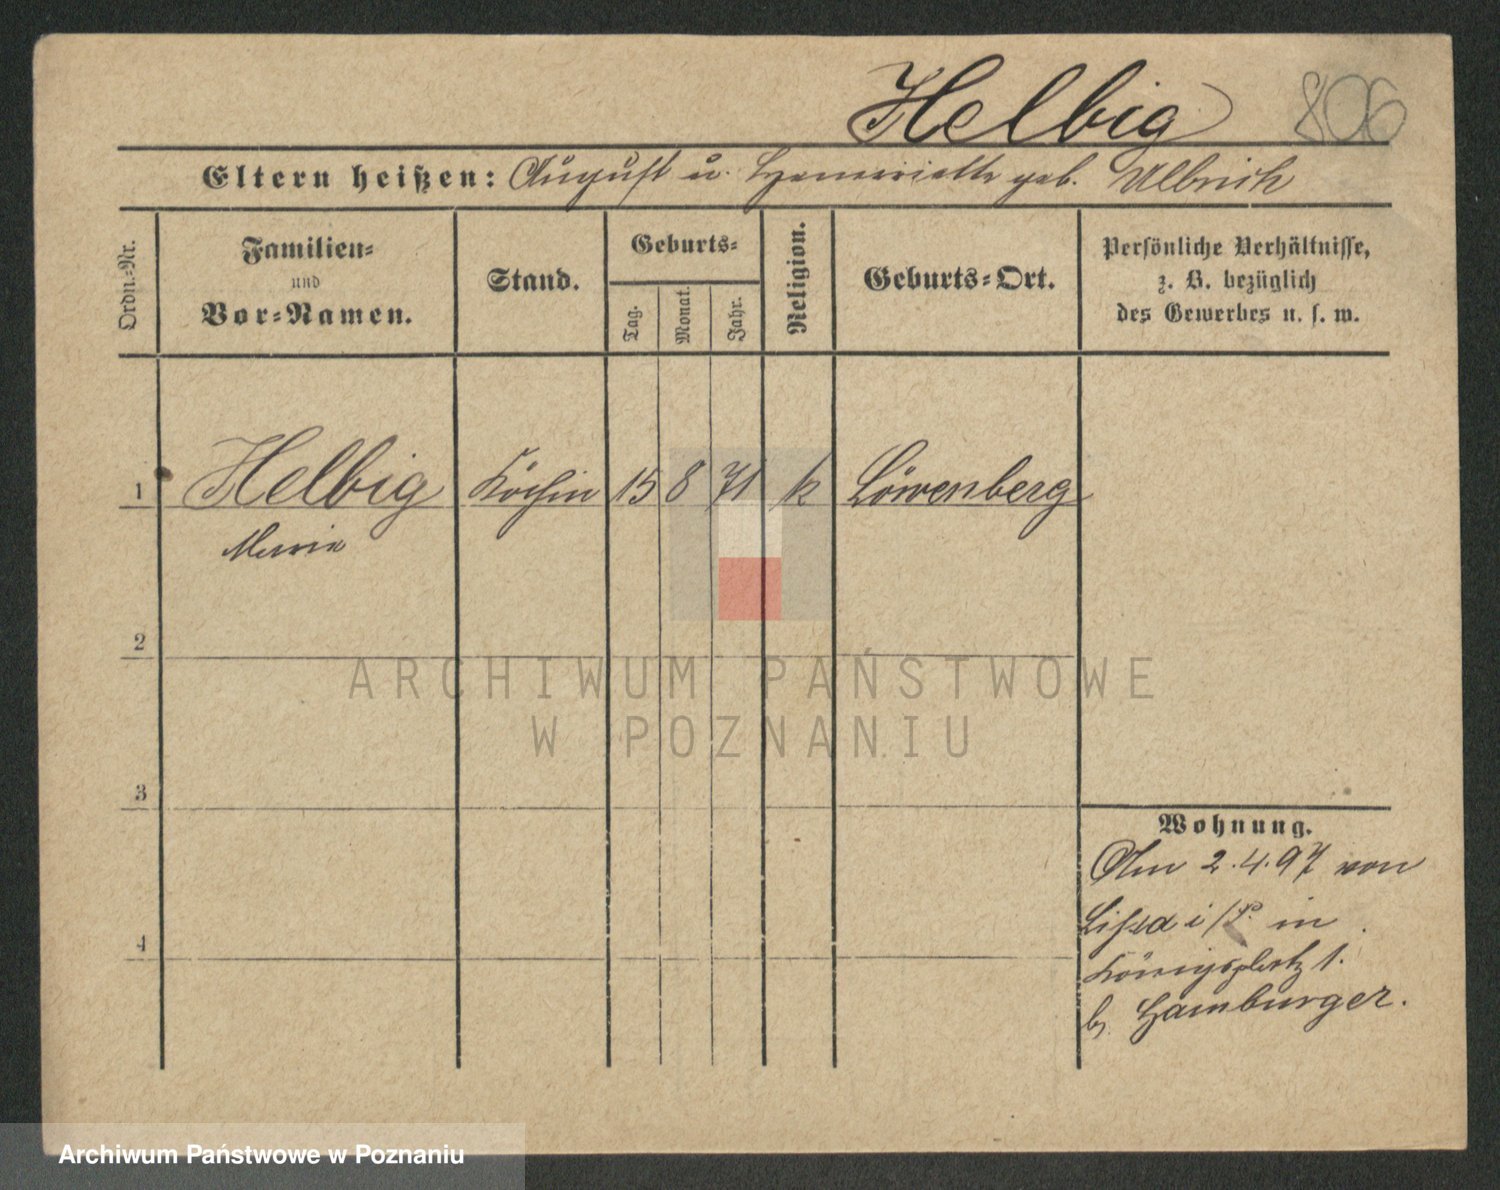 Helbig 806
Eltern heißen: August u. Henriette geb. Ulbrich
Ordn.-Nr.
Familien-
und
Vor-Namen.
Stand.
Geburts-
Tag.
Monat.
Jahr.
Religion.
Geburts-Ort.
Persönliche Verhältnisse,
z. B. bezüglich
des Gewerbes u. s. w.
1 Helbig Köchin 15 8 71 k Löwenberg
Maria
2
ARCHIWUM PAŃSTWOWE
W POZNANIU
3
Wohnung.
Am 2.4.97 von
Lissa i/P. in
Königsplatz 1.
b. Hamburger.
4
Archiwum Państwowe w Poznaniu